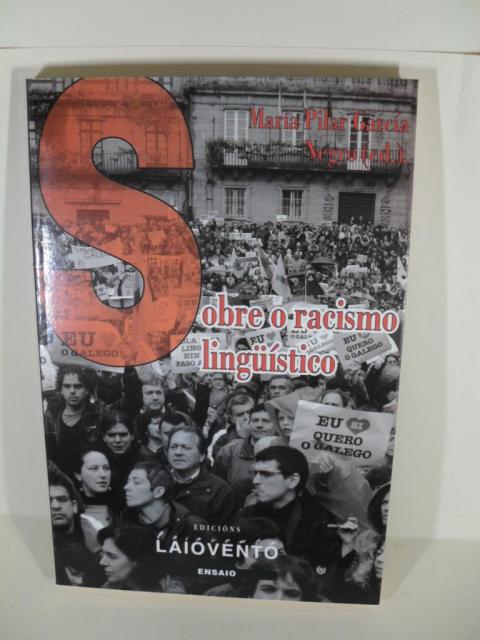 María Pilar García
Negro (ed.)
Sobre o racismo
lingüístico
EU
O GALEGO
EU
QUERO
O GALEGO
EU SI
QUERO
O GALEGO
EDICIÓNS
LAIOVENTO
ENSAIO